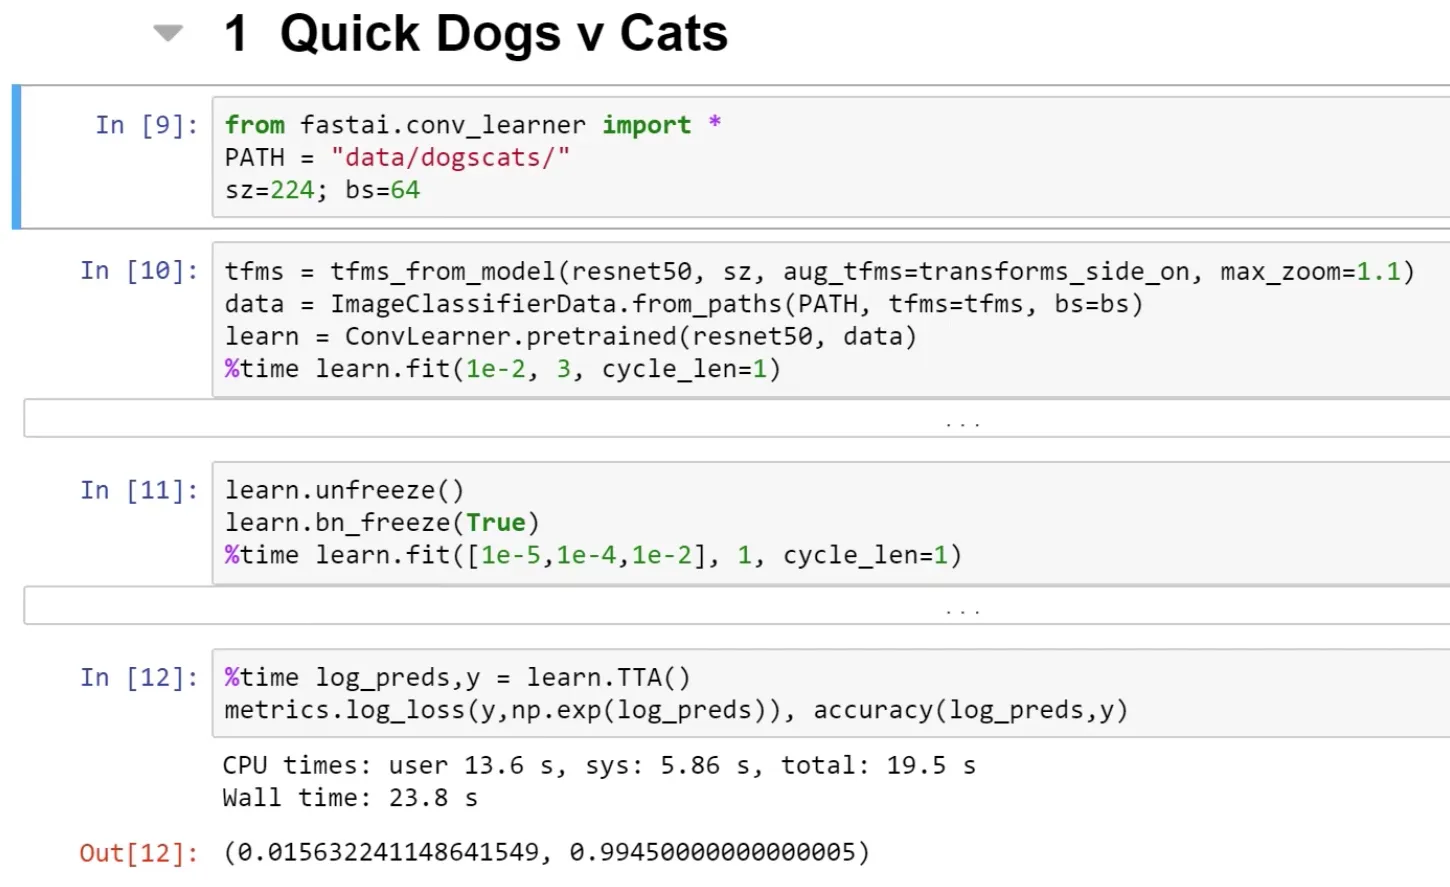 1 Quick Dogs v Cats
In [9]:
from fastai.conv_learner import *
PATH = "data/dogscats/"
sz=224; bs=64
In [10]:
tfms = tfms_from_model(resnet50, sz, aug_tfms=transforms_side_on, max_zoom=1.1)
data = ImageClassifierData.from_paths(PATH, tfms=tfms, bs=bs)
learn = ConvLearner.pretrained(resnet50, data)
%time learn.fit(1e-2, 3, cycle_len=1)
...
In [11]:
learn.unfreeze()
learn.bn_freeze(True)
%time learn.fit([1e-5,1e-4,1e-2], 1, cycle_len=1)
...
In [12]:
%time log_preds,y = learn.TTA()
metrics.log_loss(y,np.exp(log_preds)), accuracy(log_preds,y)
CPU times: user 13.6 s, sys: 5.86 s, total: 19.5 s
Wall time: 23.8 s
Out[12]:
(0.015632241148641549, 0.99450000000000005)